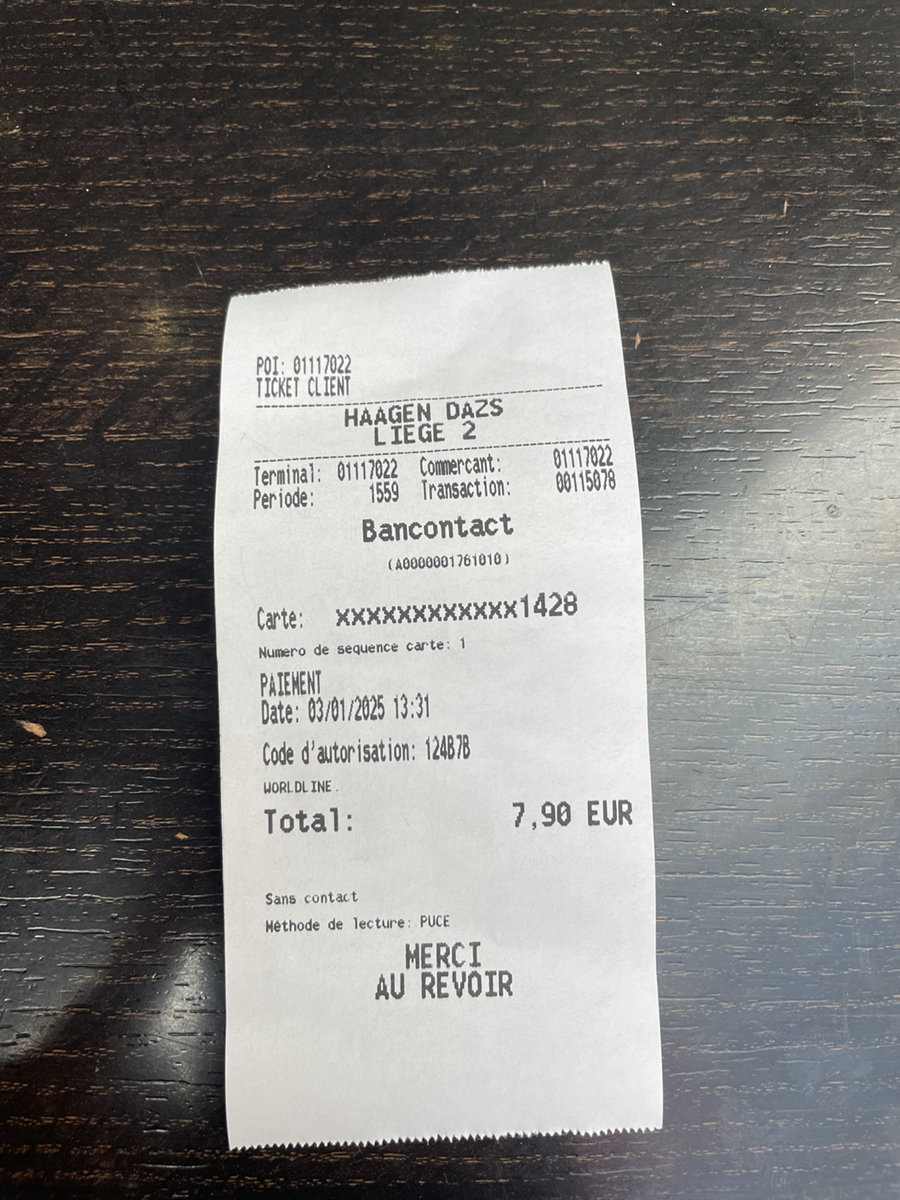 POI: 01117022
TICKET CLIENT
HAAGEN DAZS
LIEGE 2
Terminal: 01117022 Commercant: 01117022
Periode: 1559 Transaction: 00115078
Bancontact
(A0000001761010)
Carte: xxxxxxxxxxxx1428
Numero de sequence carte: 1
PAIEMENT
Date: 03/01/2025 13:31
Code d'autorisation: 124B7B
WORLDLINE.
Total: 7,90 EUR
Sans contact
Méthode de lecture: PUCE
MERCI
AU REVOIR